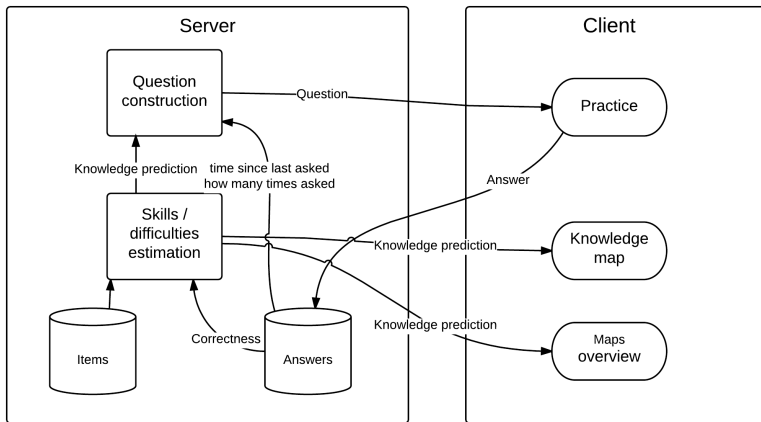 Server
Client
Question
construction
Question
Practice
Knowledge prediction
time since last asked
how many times asked
Answer
Skills /
difficulties
estimation
Knowledge prediction
Knowledge
map
Knowledge prediction
Maps
overview
Correctness
Items
Answers